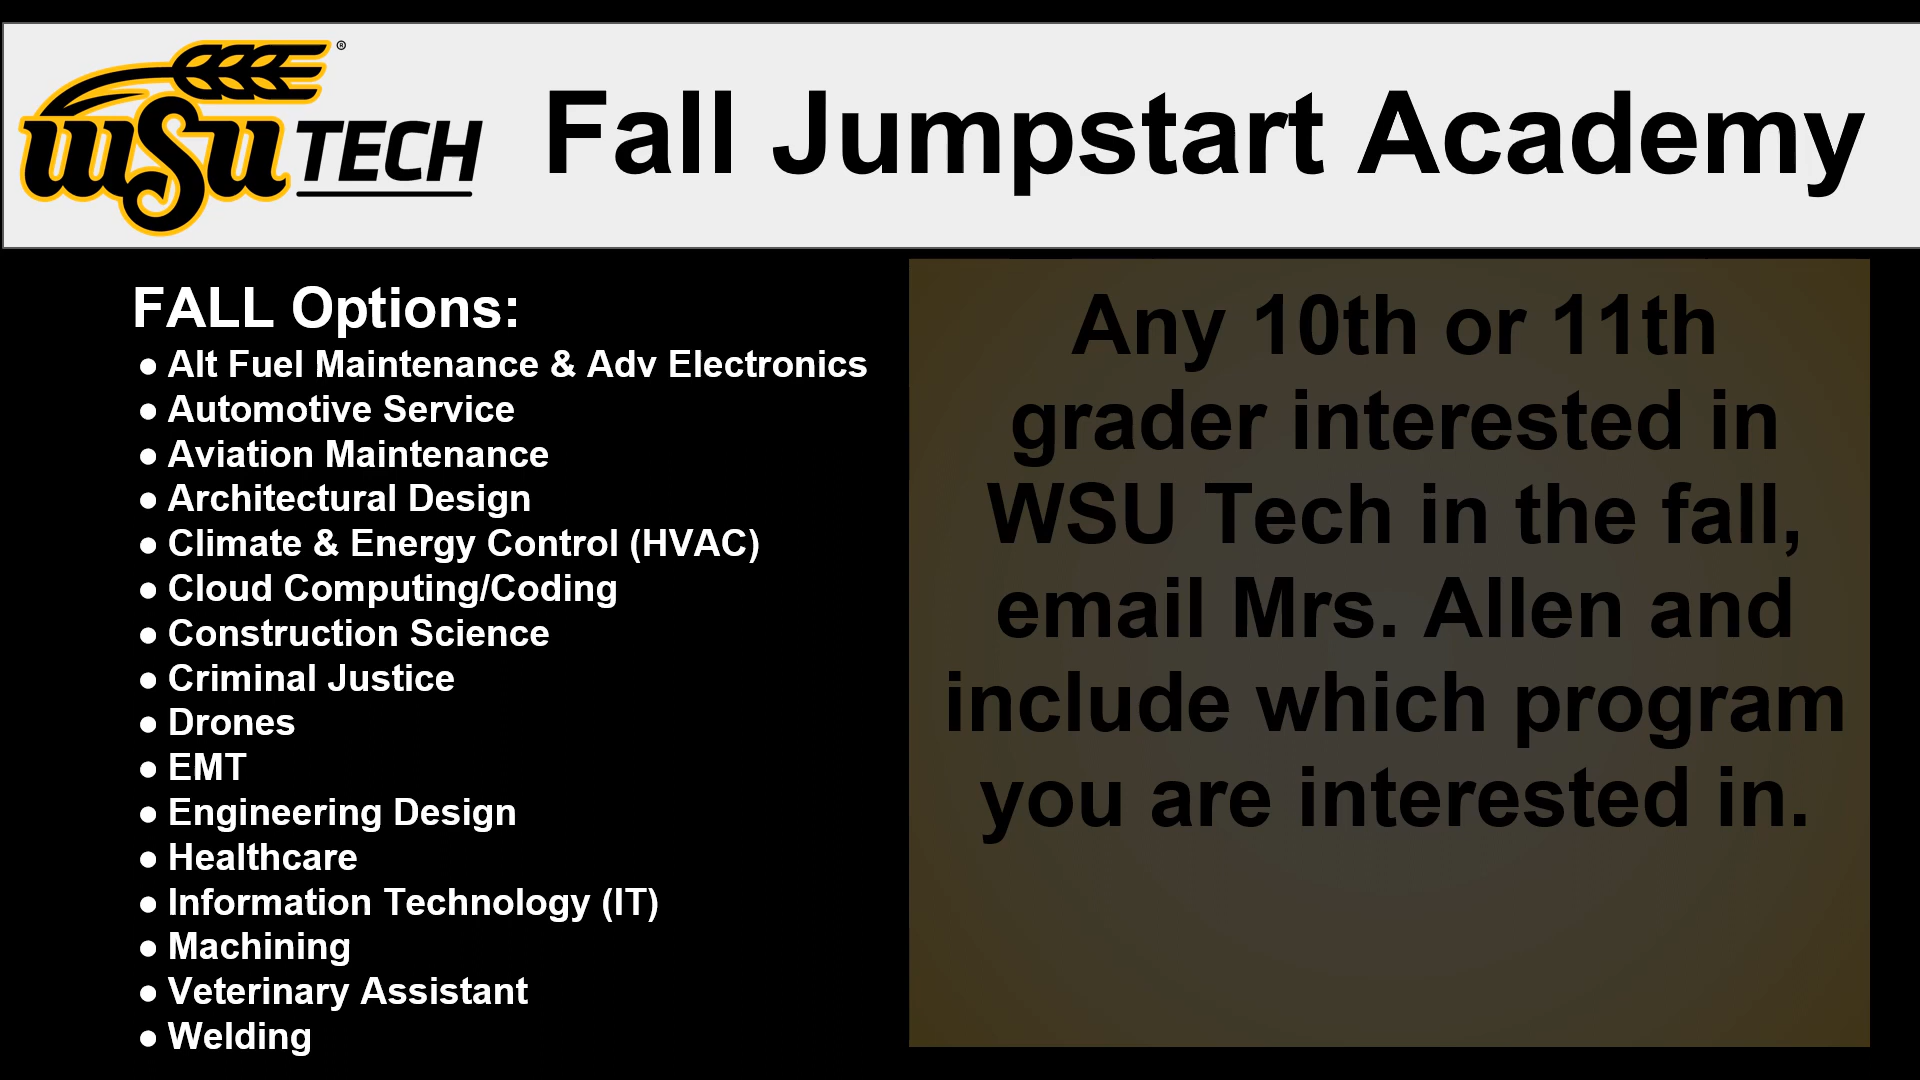 WSU TECH ®
Fall Jumpstart Academy
FALL Options:
● Alt Fuel Maintenance & Adv Electronics
● Automotive Service
● Aviation Maintenance
● Architectural Design
● Climate & Energy Control (HVAC)
● Cloud Computing/Coding
● Construction Science
● Criminal Justice
● Drones
● EMT
● Engineering Design
● Healthcare
● Information Technology (IT)
● Machining
● Veterinary Assistant
● Welding
Any 10th or 11th
grader interested in
WSU Tech in the fall,
email Mrs. Allen and
include which program
you are interested in.